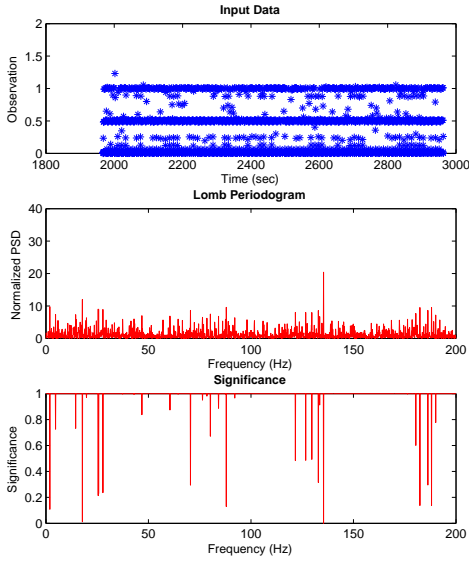 Input Data
2
1.5
1
0.5
0
Observation
1800 2000 2200 2400 2600 2800 3000
Time (sec)
Lomb Periodogram
40
30
20
10
0
Normalized PSD
0 50 100 150 200
Frequency (Hz)
Significance
1
0.8
0.6
0.4
0.2
0
Significance
0 50 100 150 200
Frequency (Hz)